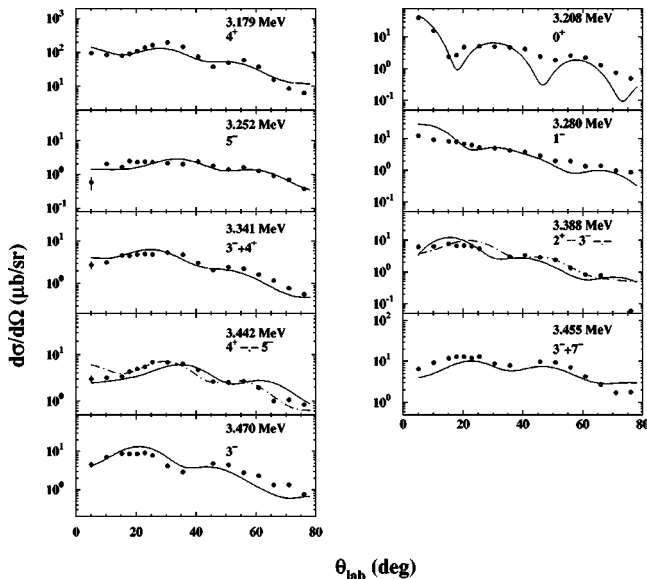 3.179 MeV
4⁺
10³
10²
10¹
3.252 MeV
5⁻
10¹
10⁰
10⁻¹
3.341 MeV
3⁻+4⁺
10¹
10⁰
3.442 MeV
4⁺ –·– 5⁻
10¹
10⁰
3.470 MeV
3⁻
10¹
10⁰
0 20 40 60 80
3.208 MeV
0⁺
10¹
10⁰
10⁻¹
3.280 MeV
1⁻
10¹
10⁰
10⁻¹
3.388 MeV
2⁺ -- 3⁻ –·–
10¹
10⁰
10⁻¹
3.455 MeV
3⁻+7⁻
10²
10¹
10⁰
0 20 40 60 80
dσ/dΩ (μb/sr)
θlab (deg)